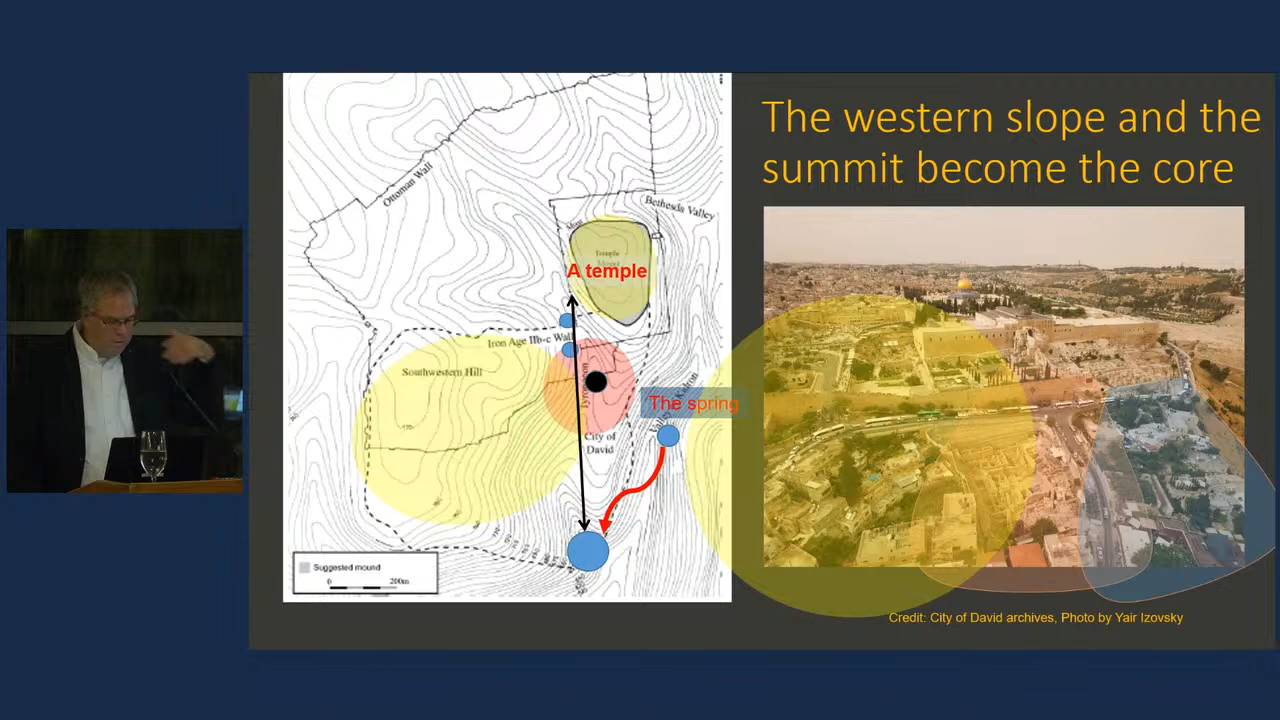 The western slope and the
summit become the core
Ottoman Wall
Bethesda Valley
Temple
A temple
Iron Age IIb-c Wall
Southwestern Hill
The spring
City of
David
Suggested mound
0 200m
Credit: City of David archives, Photo by Yair Izovsky